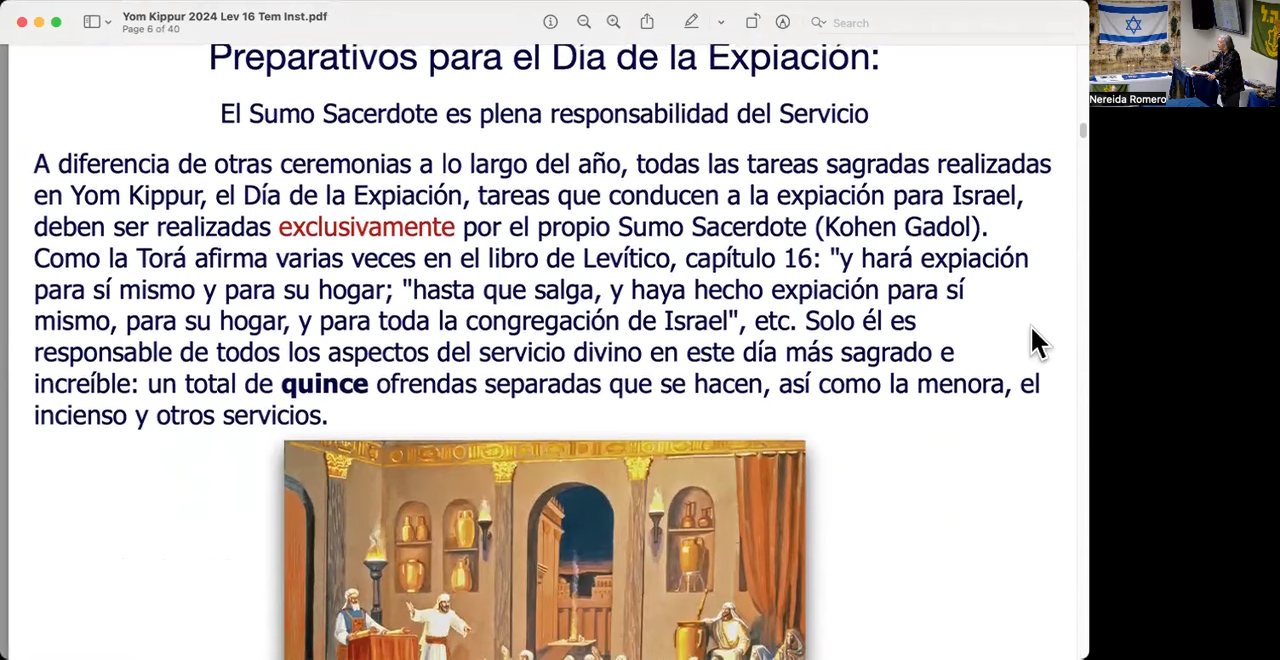 Yom Kippur 2024 Lev 16 Tem Inst.pdf
Page 6 of 40
Search
Nereida Romero
Preparativos para el Día de la Expiación:
El Sumo Sacerdote es plena responsabilidad del Servicio
A diferencia de otras ceremonias a lo largo del año, todas las tareas sagradas realizadas
en Yom Kippur, el Día de la Expiación, tareas que conducen a la expiación para Israel,
deben ser realizadas exclusivamente por el propio Sumo Sacerdote (Kohen Gadol).
Como la Torá afirma varias veces en el libro de Levítico, capítulo 16: "y hará expiación
para sí mismo y para su hogar; "hasta que salga, y haya hecho expiación para sí
mismo, para su hogar, y para toda la congregación de Israel", etc. Solo él es
responsable de todos los aspectos del servicio divino en este día más sagrado e
increíble: un total de quince ofrendas separadas que se hacen, así como la menora, el
incienso y otros servicios.